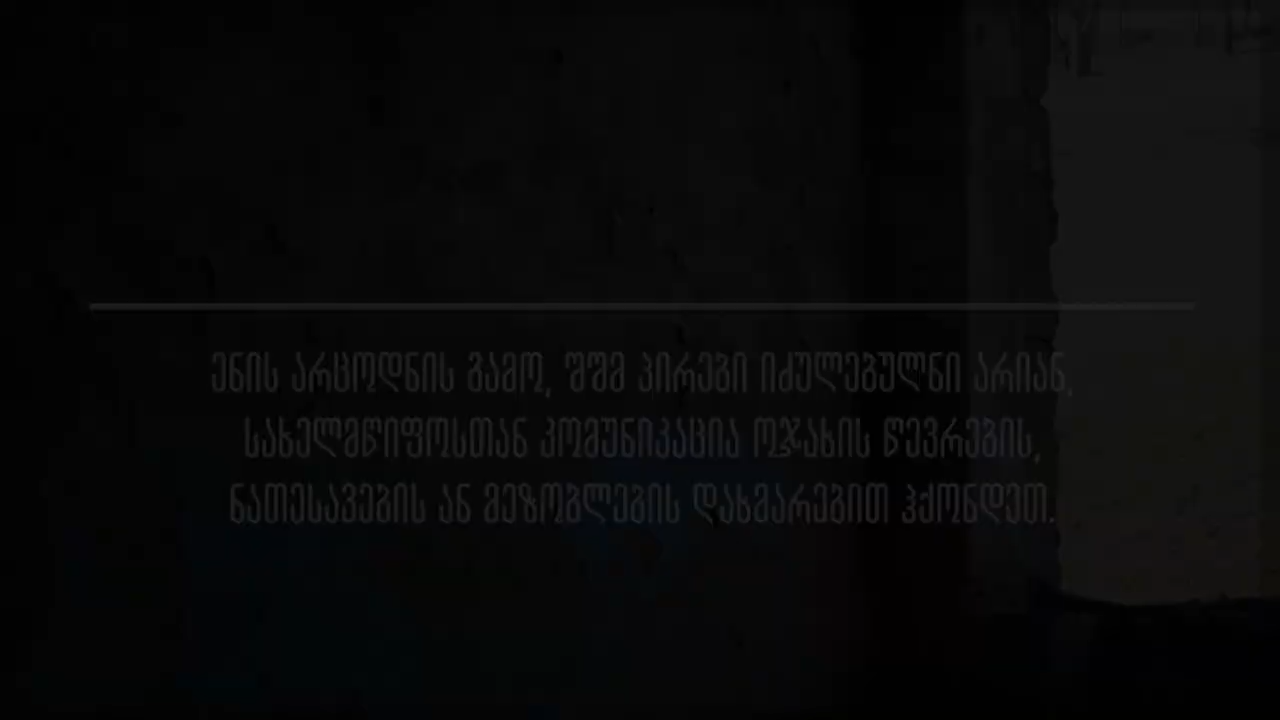 ენის არცოდნის გამო, შშმ პირები იძულებულნი არიან,
სახელმწიფოსთან კომუნიკაცია ოჯახის წევრების,
ნათესავების ან მეზობლების დახმარებით ჰქონდეთ.